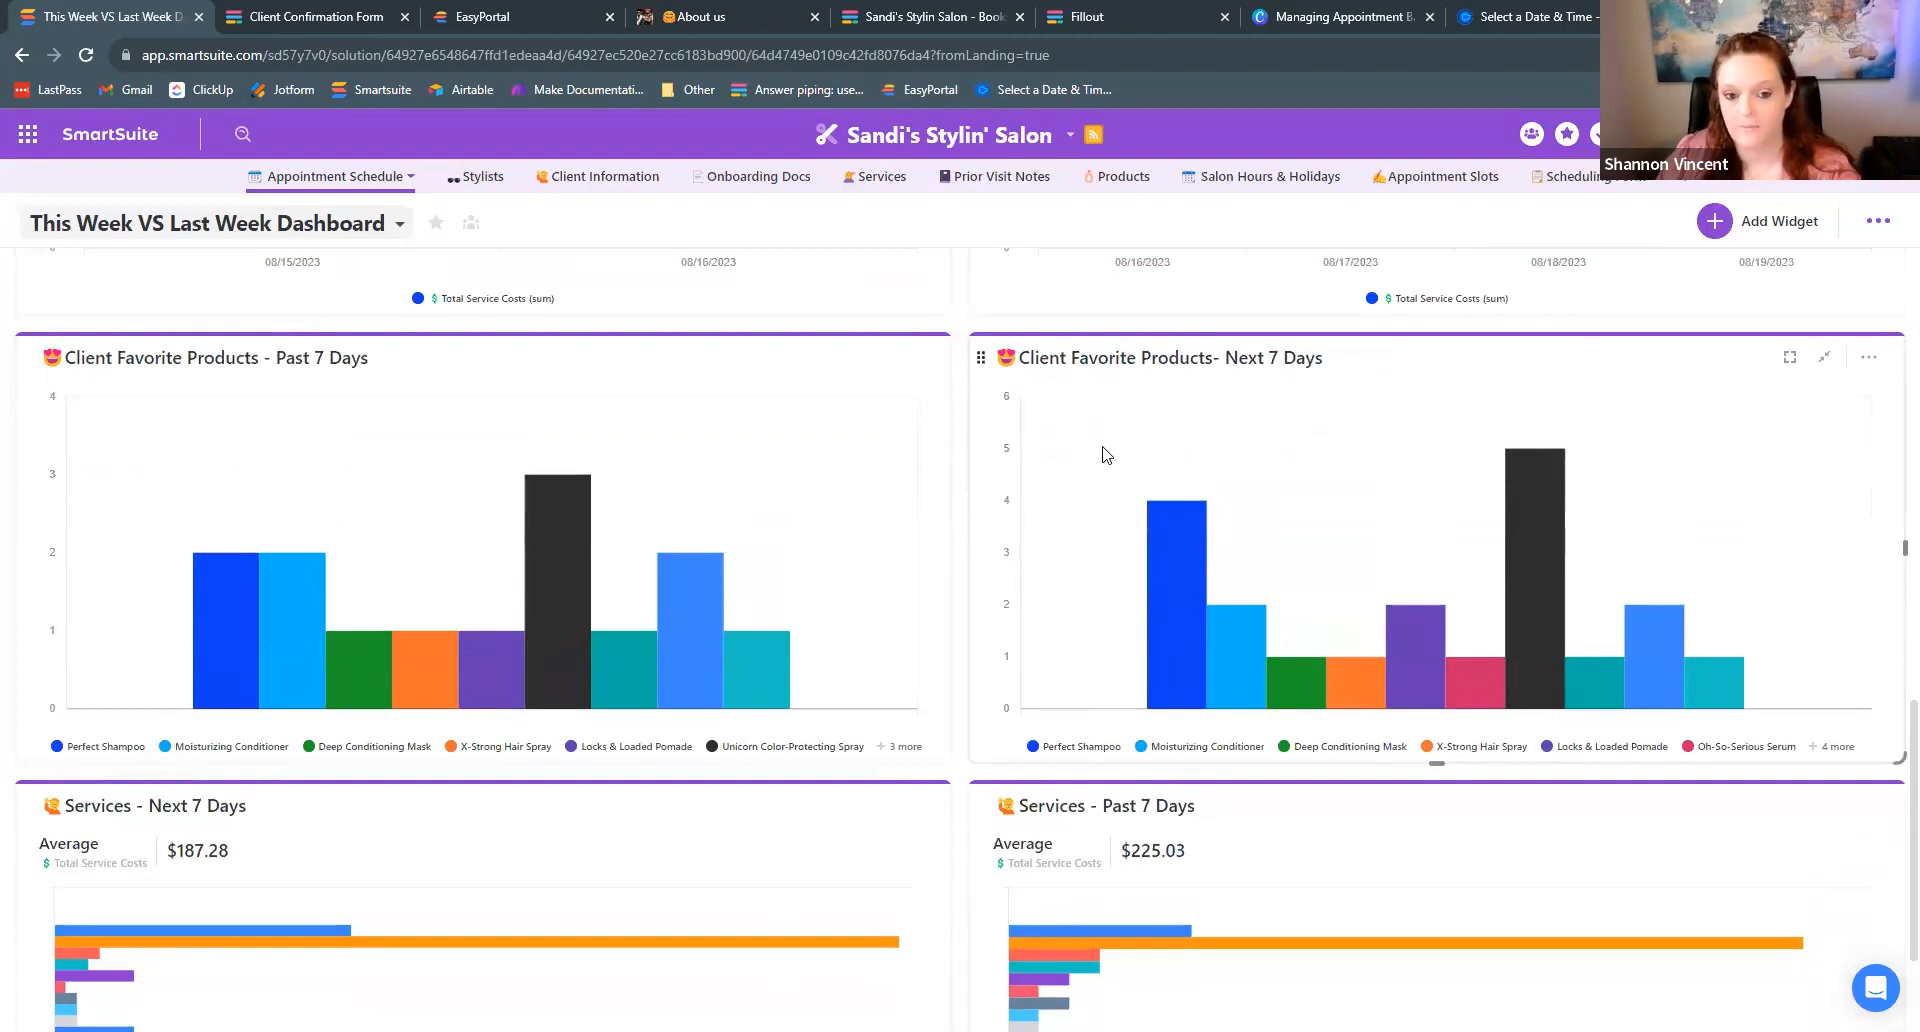 This Week VS Last Week D
Client Confirmation Form
EasyPortal
About us
Sandi's Stylin Salon - Book
Fillout
Managing Appointment B
Select a Date & Time -
app.smartsuite.com/sd57y7v0/solution/64927e6548647ffd1edeaa4d/64927ec520e27cc6183bd900/64d4749e0109c42fd8076da4?fromLanding=true
LastPass
Gmail
ClickUp
Jotform
Smartsuite
Airtable
Make Documentati...
Other
Answer piping: use...
EasyPortal
Select a Date & Tim...
SmartSuite
Sandi's Stylin' Salon
Shannon Vincent
Appointment Schedule
Stylists
Client Information
Onboarding Docs
Services
Prior Visit Notes
Products
Salon Hours & Holidays
Appointment Slots
Scheduling
This Week VS Last Week Dashboard
Add Widget
08/15/2023
08/16/2023
$ Total Service Costs (sum)
08/16/2023
08/17/2023
08/18/2023
08/19/2023
$ Total Service Costs (sum)
Client Favorite Products - Past 7 Days
4
3
2
1
0
Perfect Shampoo
Moisturizing Conditioner
Deep Conditioning Mask
X-Strong Hair Spray
Locks & Loaded Pomade
Unicorn Color-Protecting Spray
+ 3 more
Client Favorite Products- Next 7 Days
6
5
4
3
2
1
0
Perfect Shampoo
Moisturizing Conditioner
Deep Conditioning Mask
X-Strong Hair Spray
Locks & Loaded Pomade
Oh-So-Serious Serum
+ 4 more
Services - Next 7 Days
Average
$ Total Service Costs
$187.28
Services - Past 7 Days
Average
$ Total Service Costs
$225.03